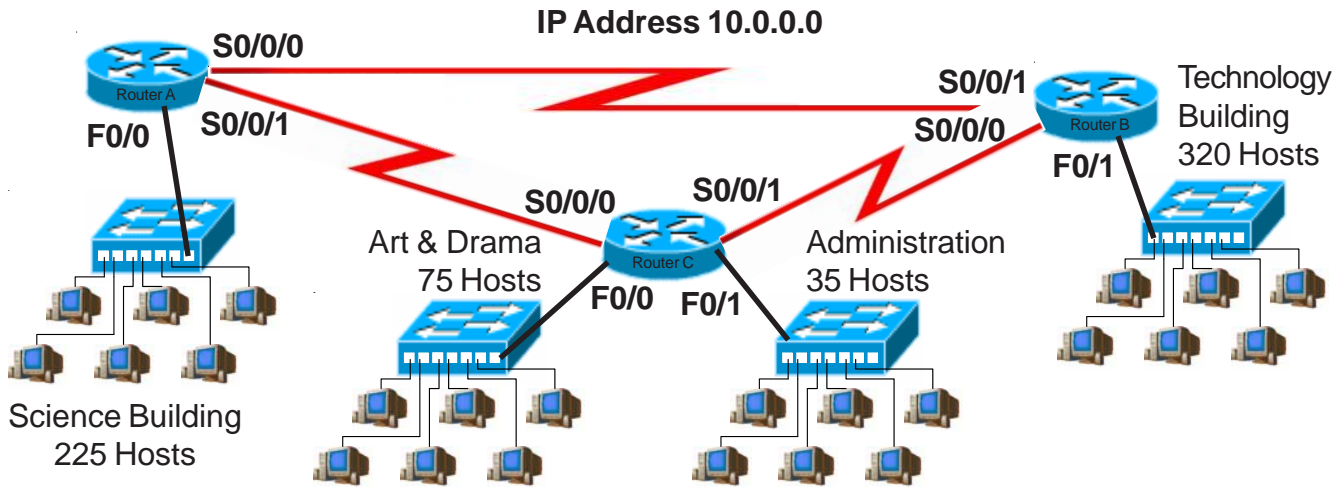 IP Address 10.0.0.0
S0/0/0
Router A
S0/0/1
F0/0
S0/0/1
Technology
Building
320 Hosts
S0/0/0
Router B
F0/1
S0/0/0
S0/0/1
Router C
Art & Drama
75 Hosts
Administration
35 Hosts
F0/0
F0/1
Science Building
225 Hosts